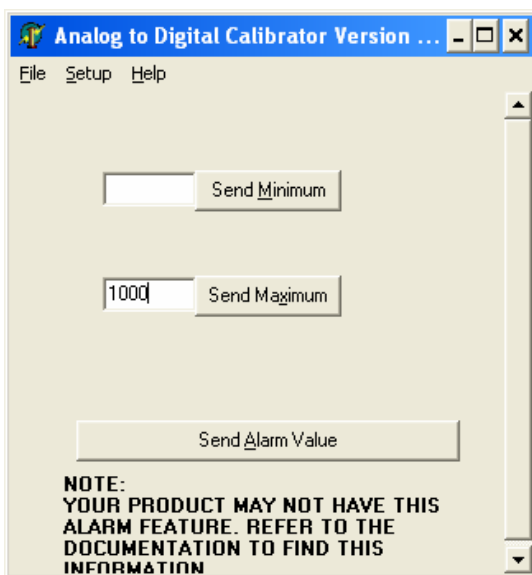 Analog to Digital Calibrator Version ...
File Setup Help
Send Minimum
1000 Send Maximum
Send Alarm Value
NOTE:
YOUR PRODUCT MAY NOT HAVE THIS
ALARM FEATURE. REFER TO THE
DOCUMENTATION TO FIND THIS
INFORMATION